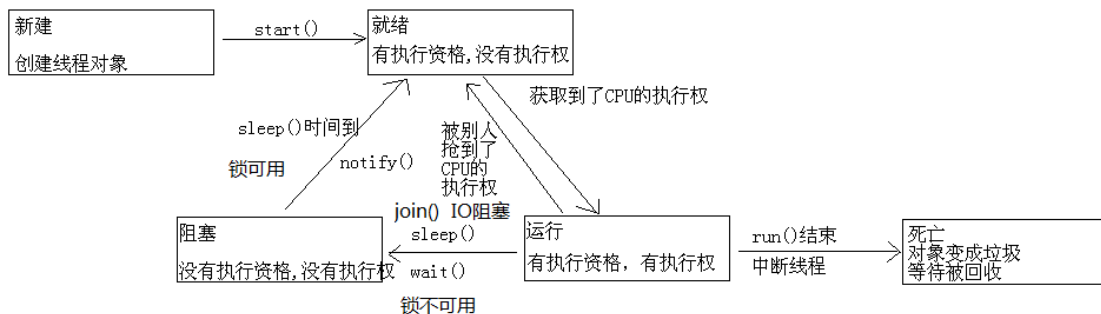 新建
创建线程对象
start()
就绪
有执行资格,没有执行权
获取到了CPU的执行权
sleep()时间到
锁可用
notify()
被别人
抢到了
CPU的
执行权
join() IO阻塞
sleep()
wait()
锁不可用
阻塞
没有执行资格,没有执行权
运行
有执行资格，有执行权
run()结束
中断线程
死亡
对象变成垃圾
等待被回收